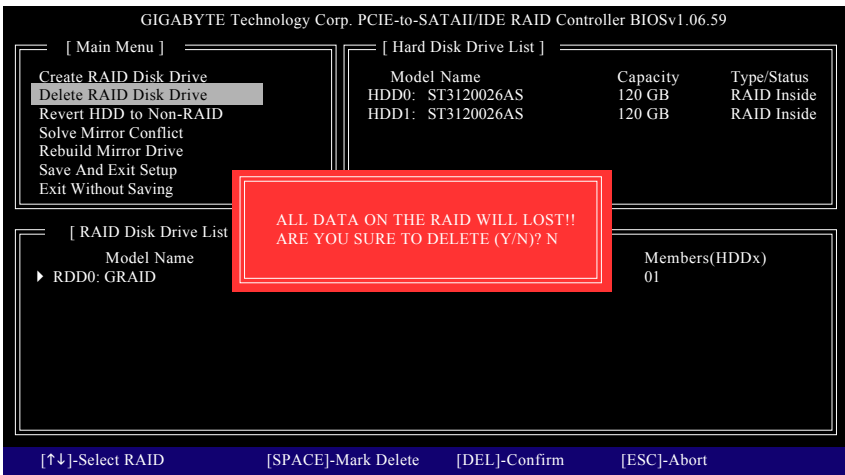 GIGABYTE Technology Corp. PCIE-to-SATAII/IDE RAID Controller BIOSv1.06.59
[ Main Menu ]
Create RAID Disk Drive
Delete RAID Disk Drive
Revert HDD to Non-RAID
Solve Mirror Conflict
Rebuild Mirror Drive
Save And Exit Setup
Exit Without Saving
[ Hard Disk Drive List ]
Model Name Capacity Type/Status
HDD0: ST3120026AS 120 GB RAID Inside
HDD1: ST3120026AS 120 GB RAID Inside
ALL DATA ON THE RAID WILL LOST!!
ARE YOU SURE TO DELETE (Y/N)? N
[ RAID Disk Drive List
Model Name Members(HDDx)
RDD0: GRAID 01
[↑↓]-Select RAID [SPACE]-Mark Delete [DEL]-Confirm [ESC]-Abort